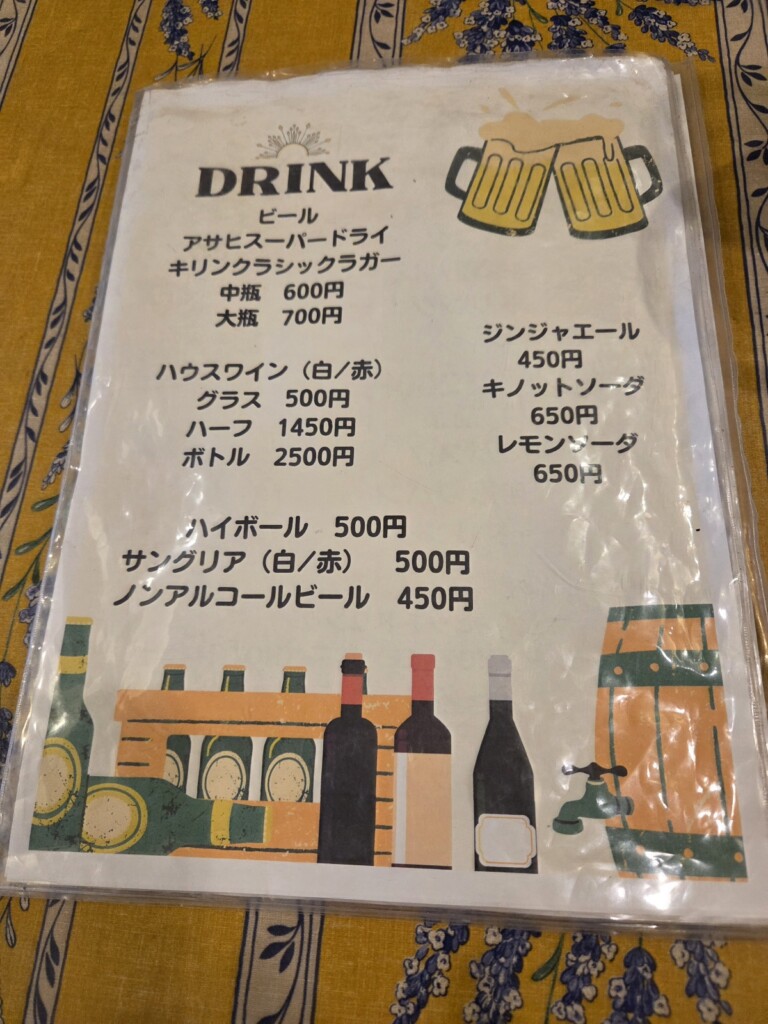 DRINK
ビール
アサヒスーパードライ
キリンクラシックラガー
中瓶　600円
大瓶　700円
ハウスワイン（白/赤）
グラス　500円
ハーフ　1450円
ボトル　2500円
ジンジャエール
450円
キノットソーダ
650円
レモンソーダ
650円
ハイボール　500円
サングリア（白/赤）　500円
ノンアルコールビール　450円